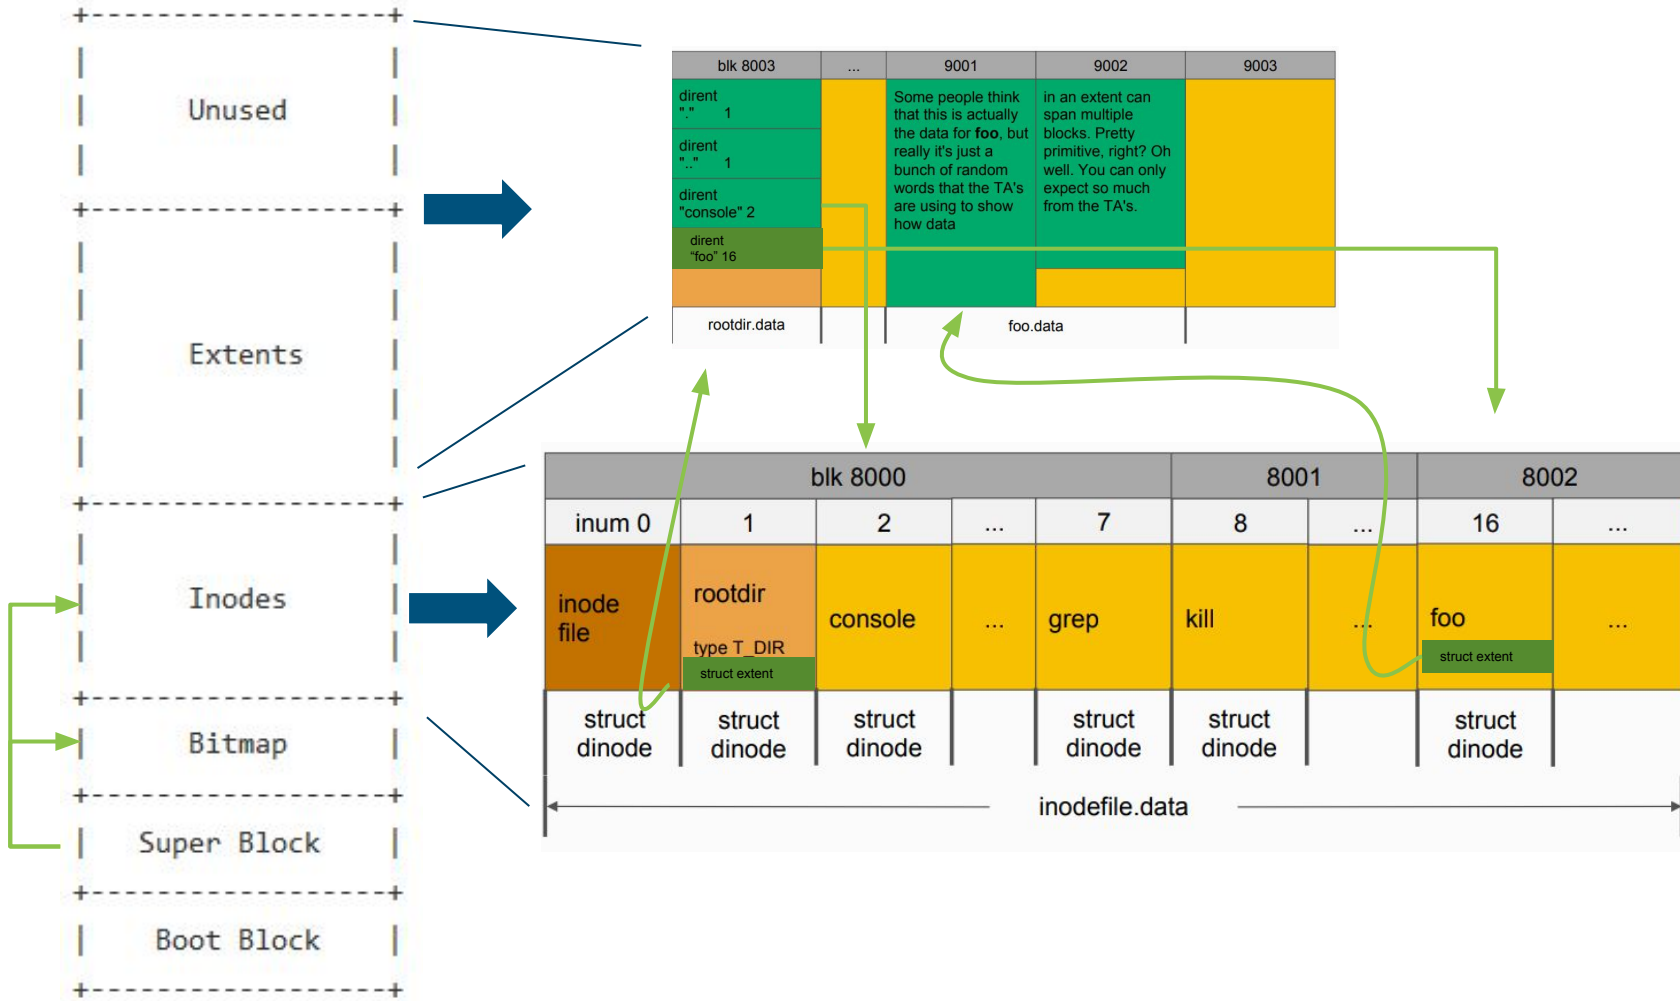 Unused
Extents
Inodes
Bitmap
Super Block
Boot Block
blk 8003
...
9001
9002
9003
dirent
"." 1
dirent
".." 1
dirent
"console" 2
dirent
“foo” 16
Some people think
that this is actually
the data for foo, but
really it's just a
bunch of random
words that the TA's
are using to show
how data
in an extent can
span multiple
blocks. Pretty
primitive, right? Oh
well. You can only
expect so much
from the TA's.
rootdir.data
foo.data
blk 8000
8001
8002
inum 0
1
2
...
7
8
...
16
...
inode
file
rootdir
type T_DIR
struct extent
console
...
grep
kill
...
foo
struct extent
...
struct
dinode
struct
dinode
struct
dinode
struct
dinode
struct
dinode
struct
dinode
inodefile.data